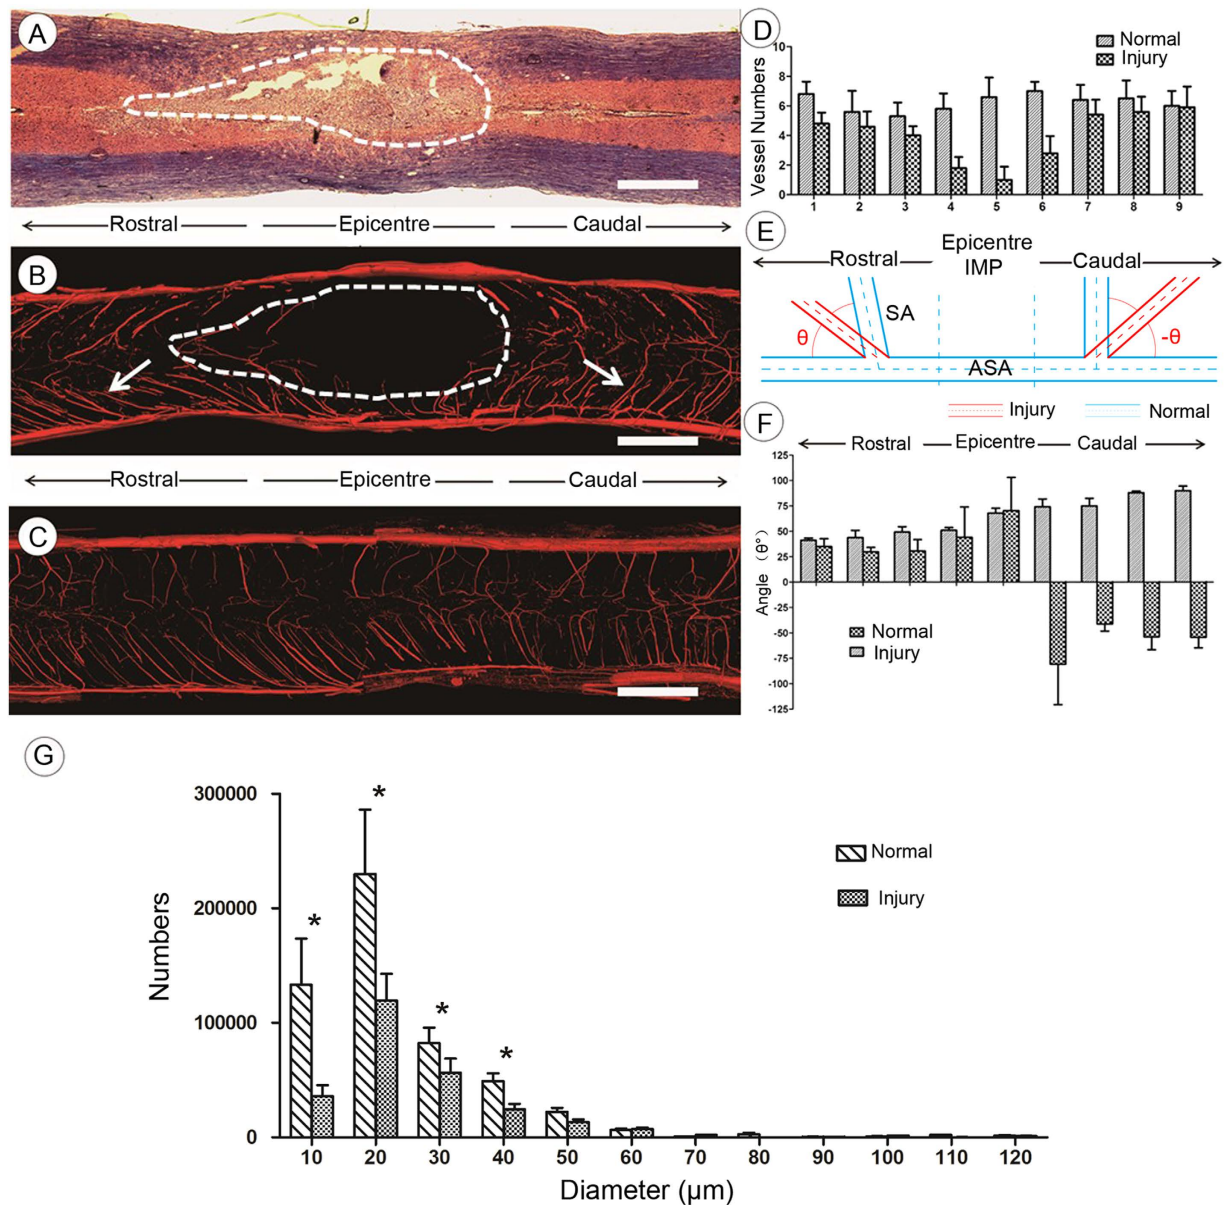 A
Rostral Epicentre Caudal
B
Rostral Epicentre Caudal
C
D
Normal
Injury
Vessel Numbers
10
8
6
4
2
0
1 2 3 4 5 6 7 8 9
E
Epicentre
Rostral IMP Caudal
SA
θ -θ
ASA
Injury Normal
F
Rostral Epicentre Caudal
Angle (θ°)
125
100
75
50
25
0
-25
-50
-75
-100
-125
Normal
Injury
G
Numbers
300000
200000
100000
0
* * * *
Normal
Injury
10 20 30 40 50 60 70 80 90 100 110 120
Diameter (μm)